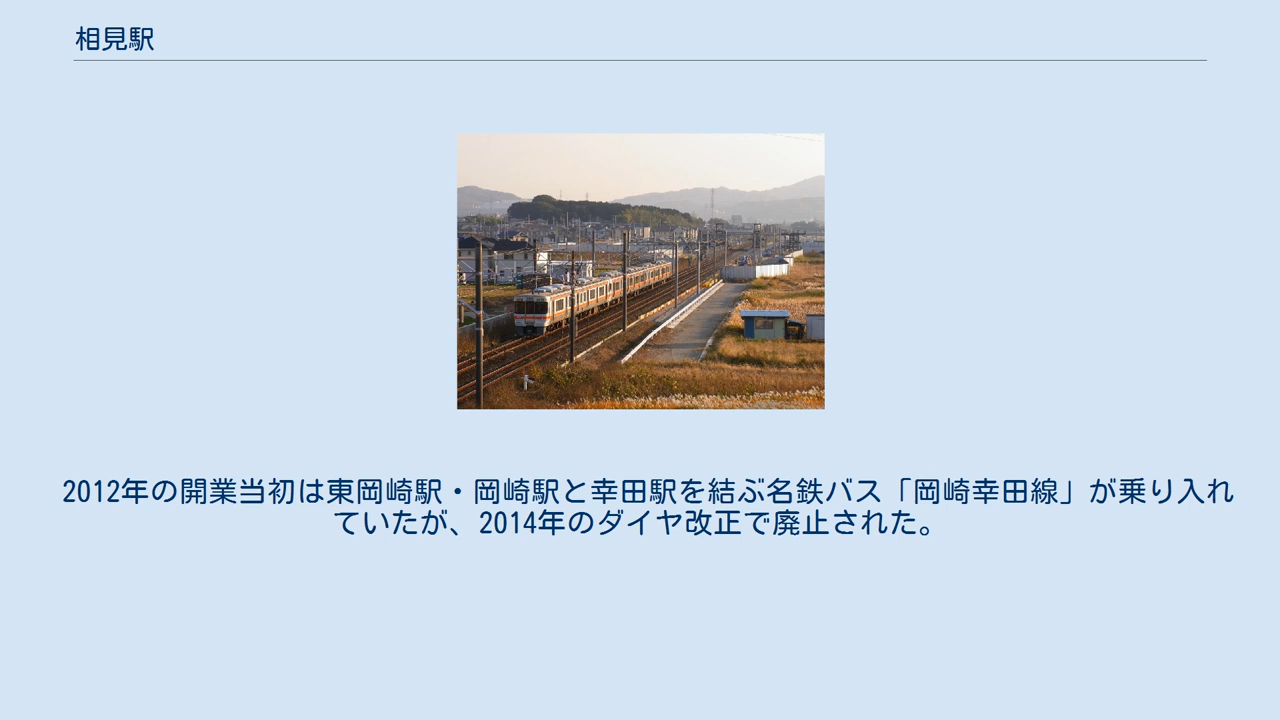 相見駅
2012年の開業当初は東岡崎駅・岡崎駅と幸田駅を結ぶ名鉄バス「岡崎幸田線」が乗り入れ
ていたが、2014年のダイヤ改正で廃止された。